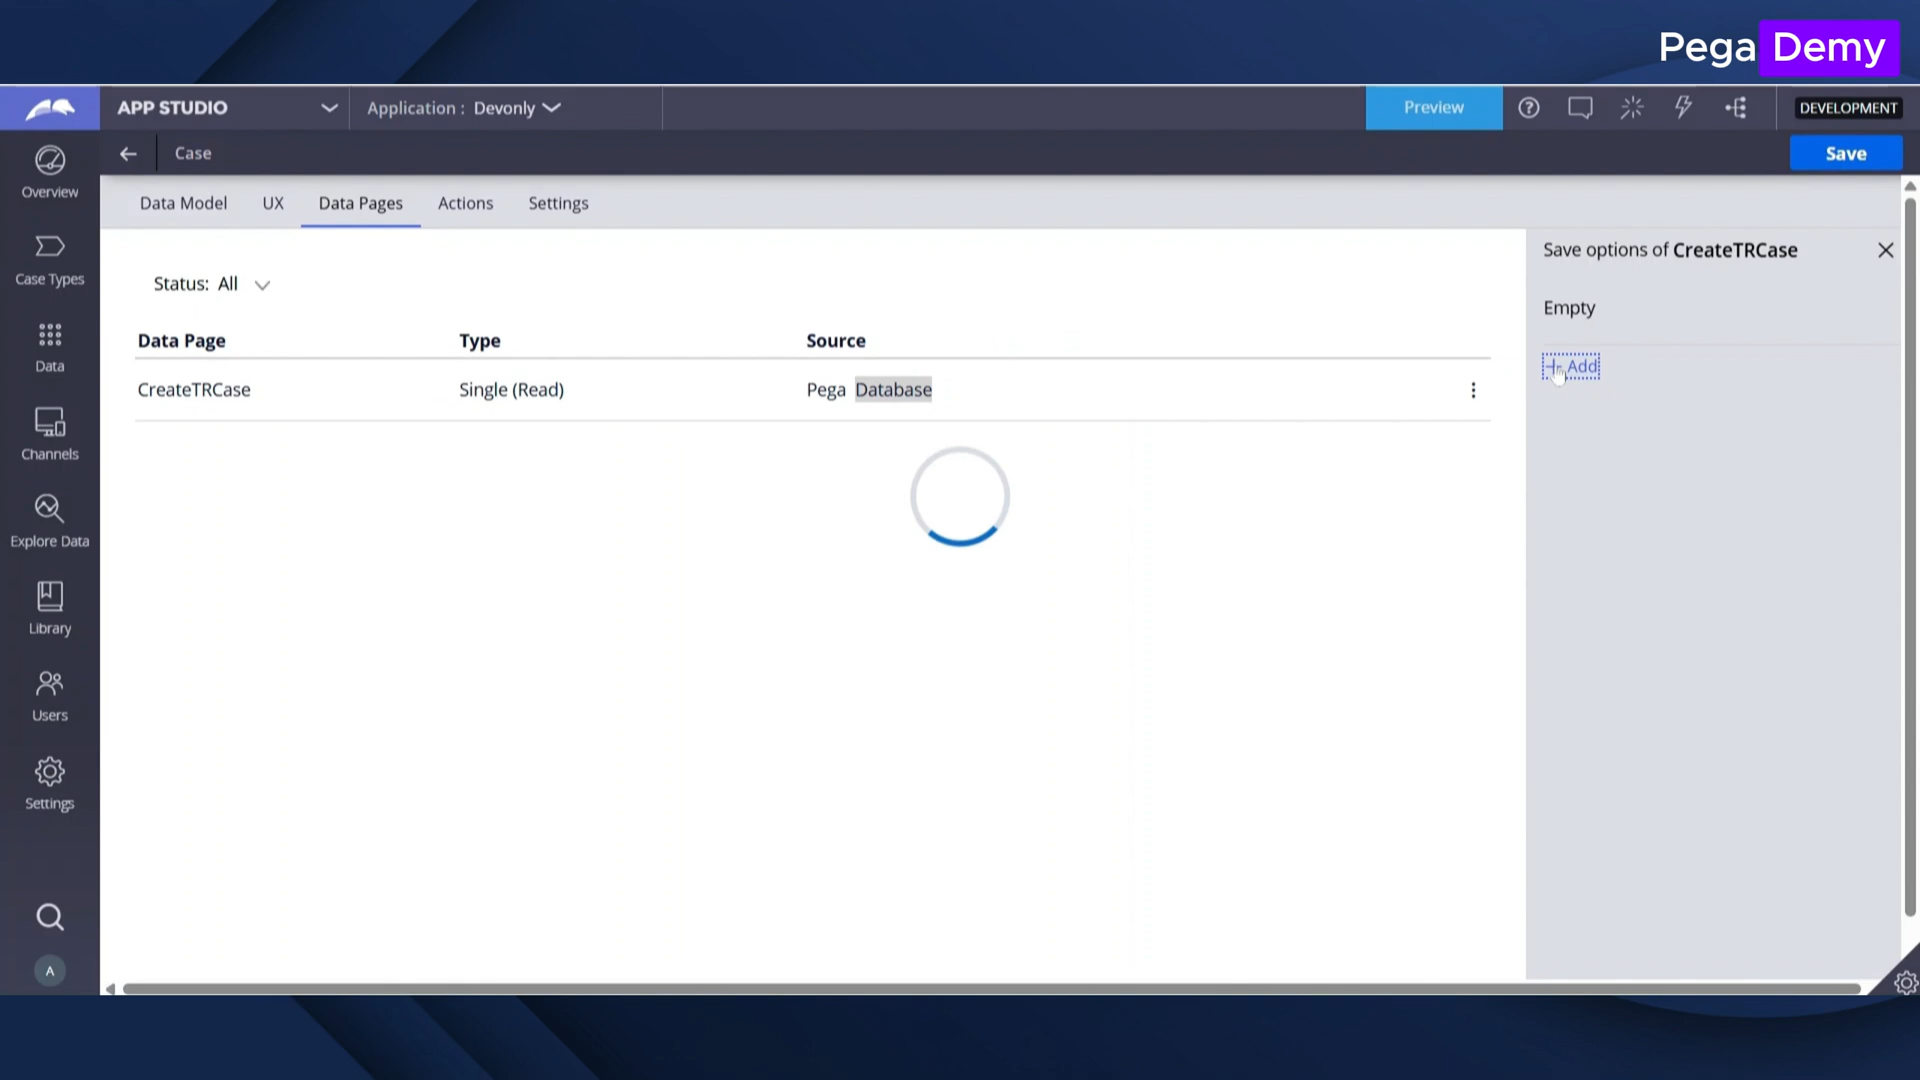 Pega Demy
APP STUDIO
Application : Devonly
Preview
DEVELOPMENT
Case
Save
Overview
Case Types
Data
Channels
Explore Data
Library
Users
Settings
A
Data Model
UX
Data Pages
Actions
Settings
Status: All
Data Page
Type
Source
CreateTRCase
Single (Read)
Pega Database
Save options of CreateTRCase
Empty
+ Add